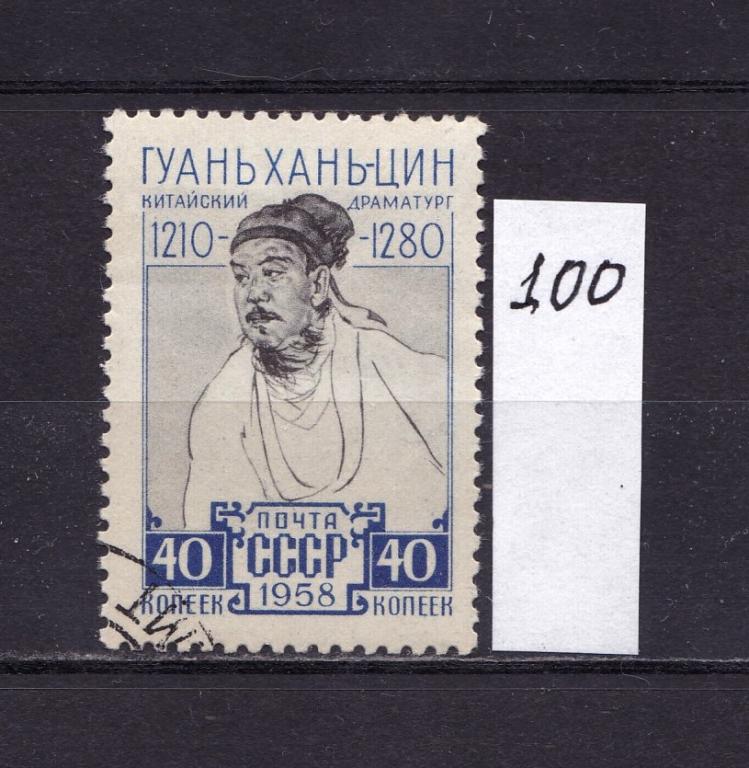 ГУАНЬ ХАНЬ-ЦИН
КИТАЙСКИЙ ДРАМАТУРГ
1210- -1280
100
ПОЧТА
40 СССР 40
КОПЕЕК 1958 КОПЕЕК